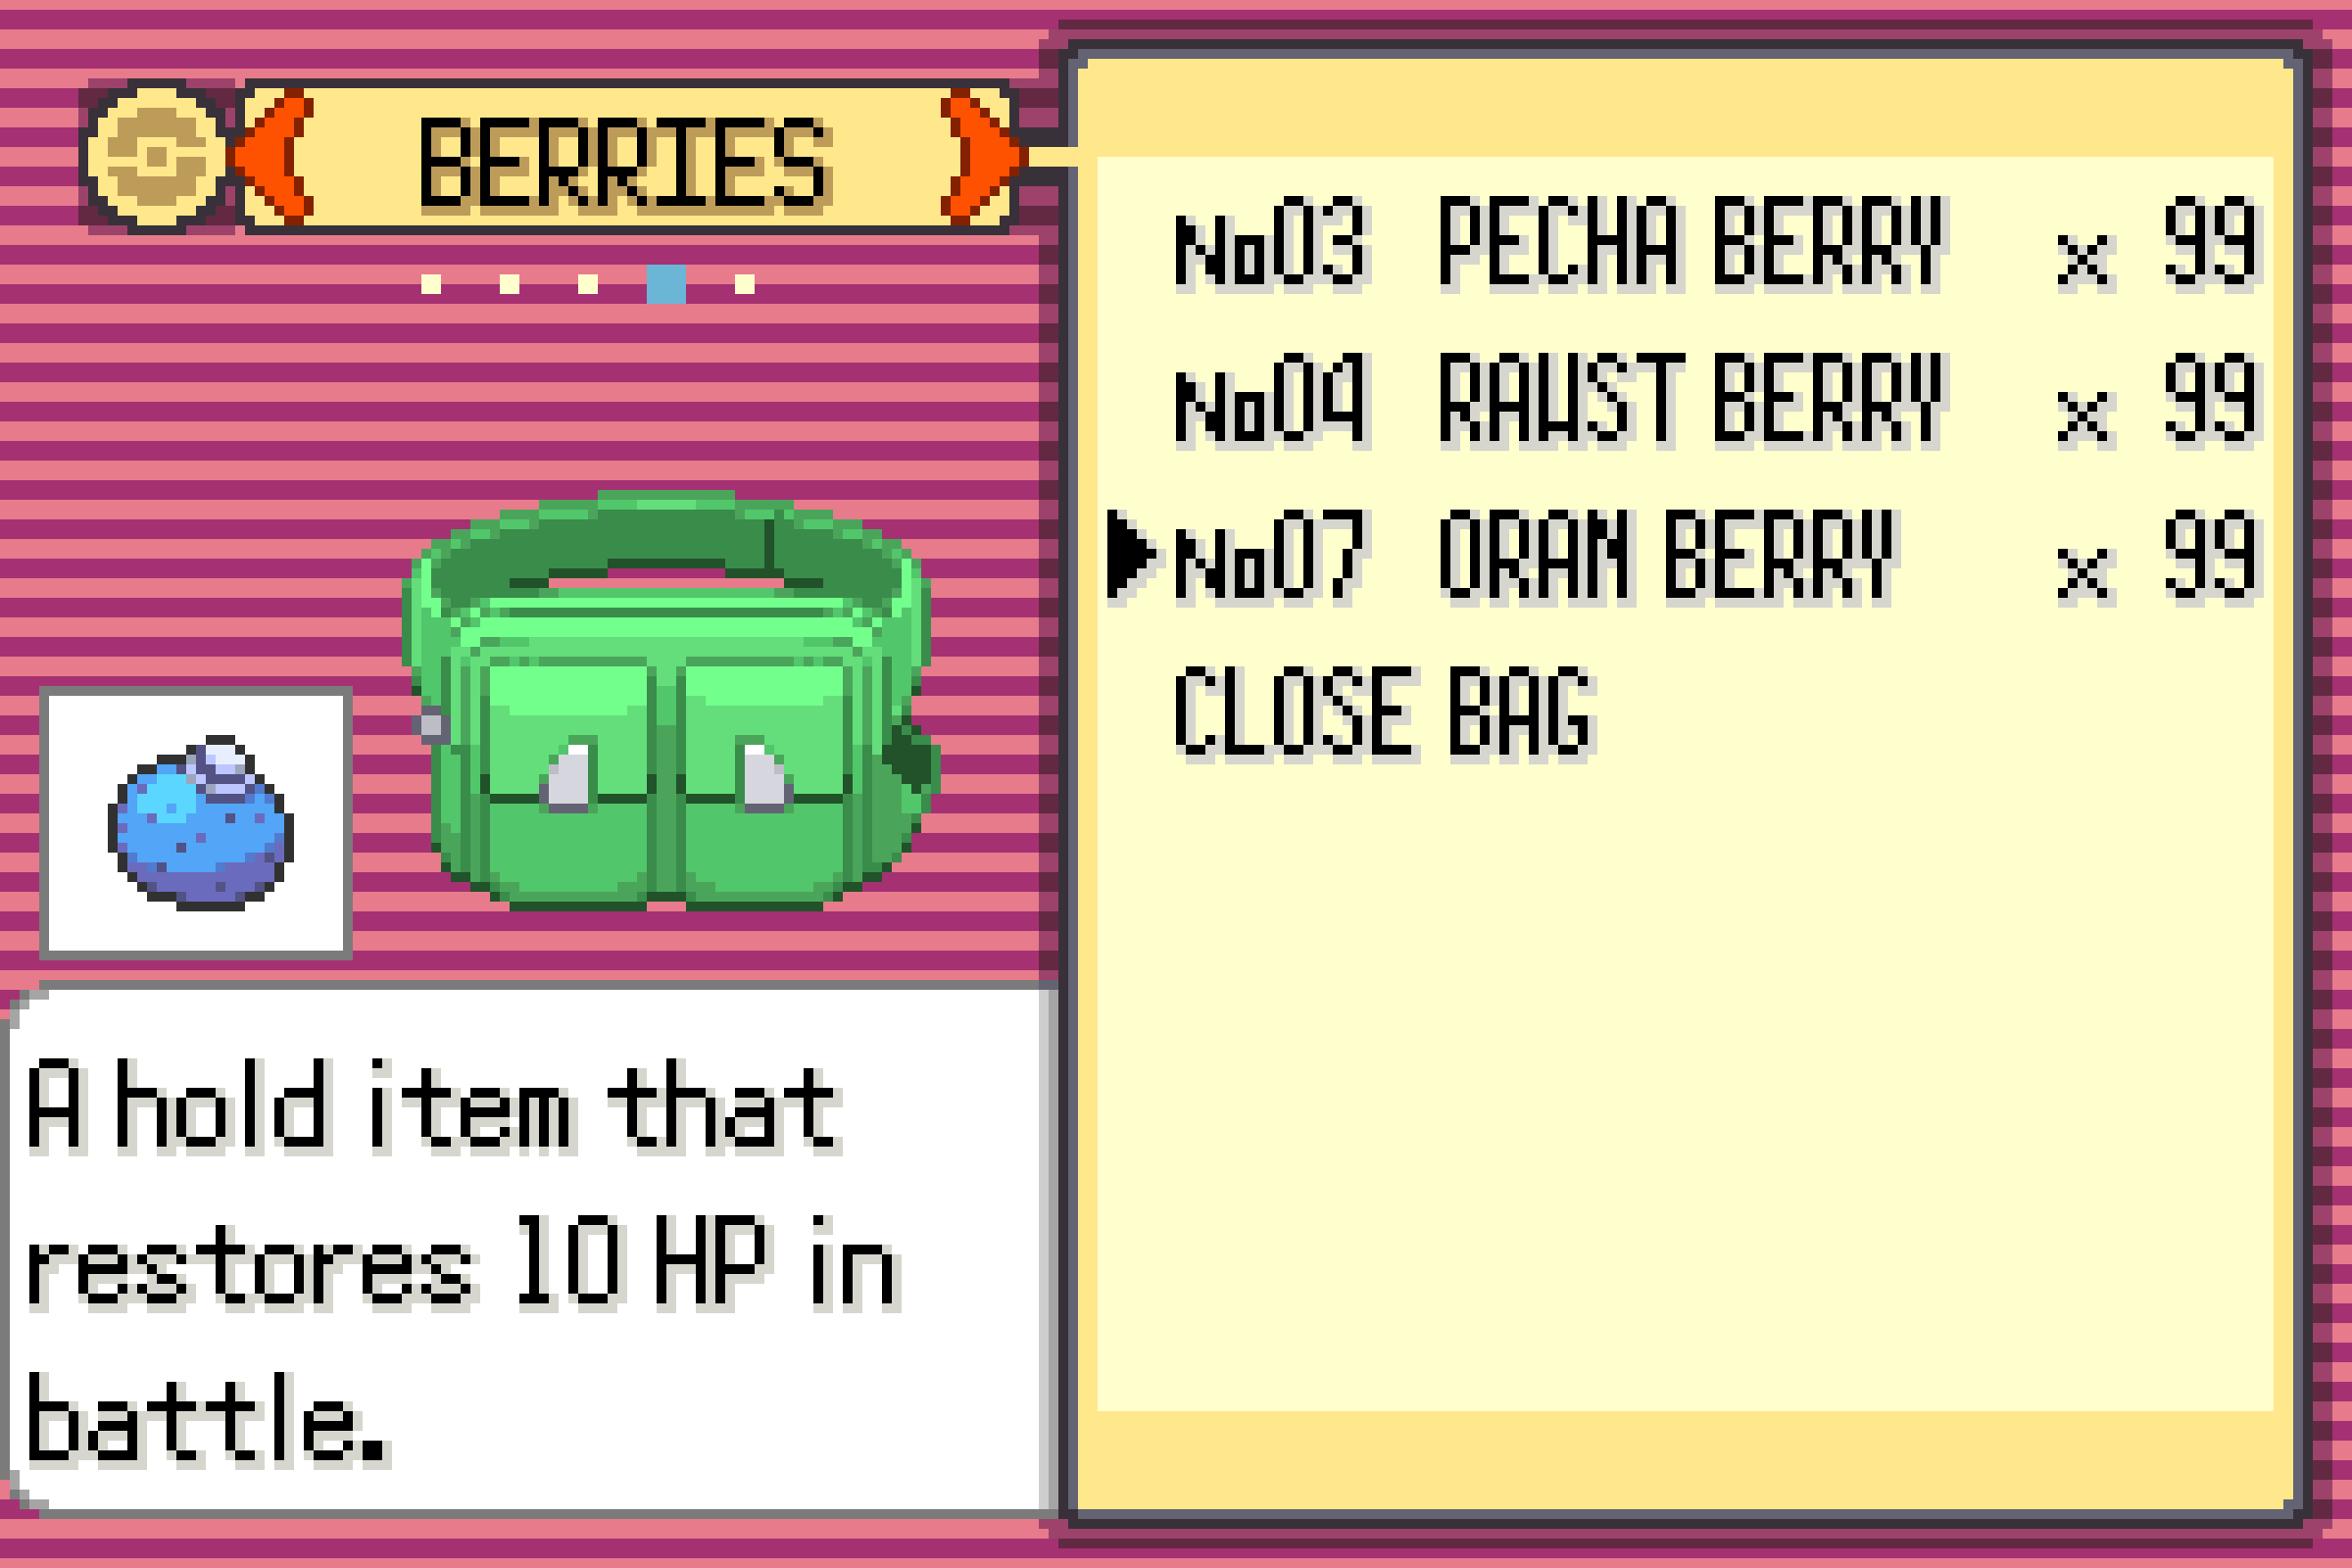 BERRIES
No03 PECHA BERRY x 99
No04 RAWST BERRY x 99
No07 ORAN BERRY x 99
CLOSE BAG
A hold item that
restores 10 HP in
battle.